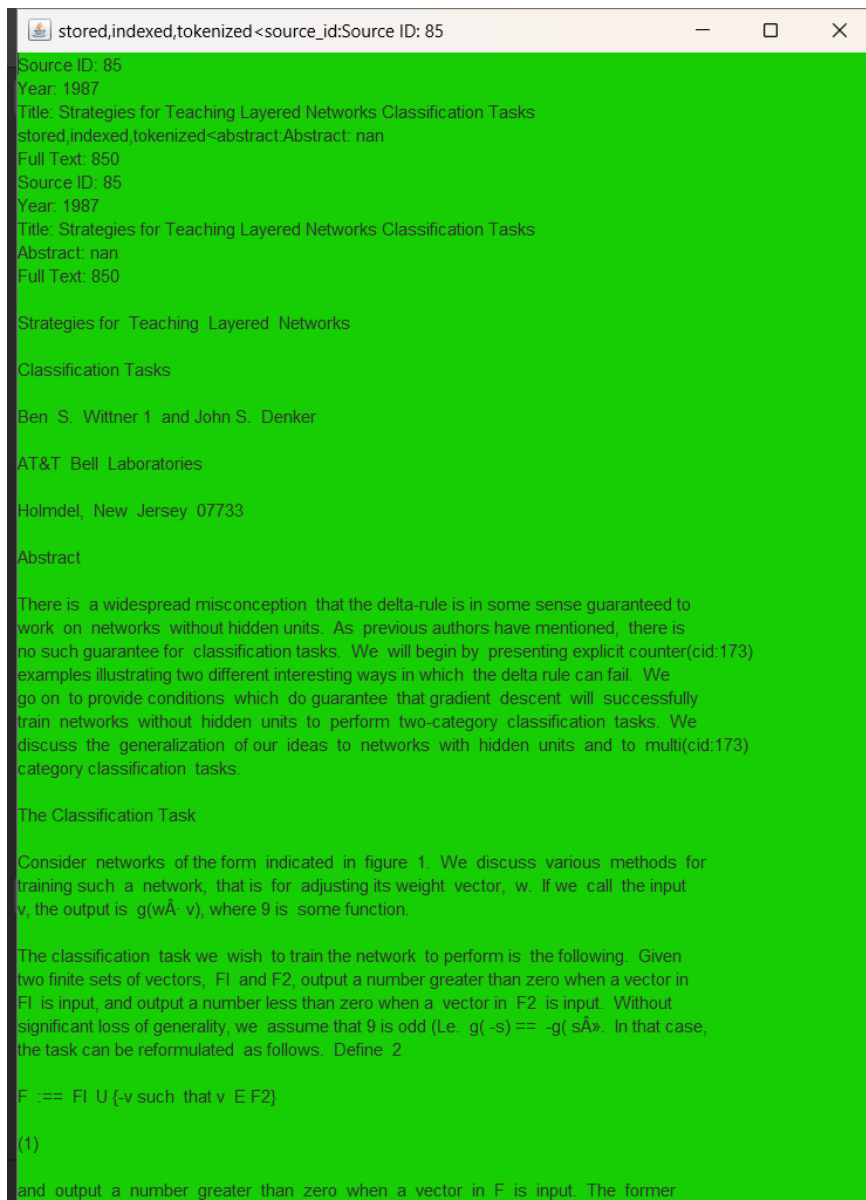 stored,indexed,tokenized<source_id:Source ID: 85
Source ID: 85
Year: 1987
Title: Strategies for Teaching Layered Networks Classification Tasks
stored,indexed,tokenized<abstract:Abstract: nan
Full Text: 850
Source ID: 85
Year: 1987
Title: Strategies for Teaching Layered Networks Classification Tasks
Abstract: nan
Full Text: 850
Strategies for Teaching Layered Networks
Classification Tasks
Ben S. Wittner 1 and John S. Denker
AT&T Bell Laboratories
Holmdel, New Jersey 07733
Abstract
There is a widespread misconception that the delta-rule is in some sense guaranteed to
work on networks without hidden units. As previous authors have mentioned, there is
no such guarantee for classification tasks. We will begin by presenting explicit counter(cid:173)
examples illustrating two different interesting ways in which the delta rule can fail. We
go on to provide conditions which do guarantee that gradient descent will successfully
train networks without hidden units to perform two-category classification tasks. We
discuss the generalization of our ideas to networks with hidden units and to multi(cid:173)
category classification tasks.
The Classification Task
Consider networks of the form indicated in figure 1. We discuss various methods for
training such a network, that is for adjusting its weight vector, w. If we call the input
v, the output is g(wÂ· v), where 9 is some function.
The classification task we wish to train the network to perform is the following. Given
two finite sets of vectors, Fl and F2, output a number greater than zero when a vector in
Fl is input, and output a number less than zero when a vector in F2 is input. Without
significant loss of generality, we assume that 9 is odd (Le. g( -s) == -g( sÂ». In that case,
the task can be reformulated as follows. Define 2
F :== Fl U {-v such that v E F2}
(1)
and output a number greater than zero when a vector in F is input. The former